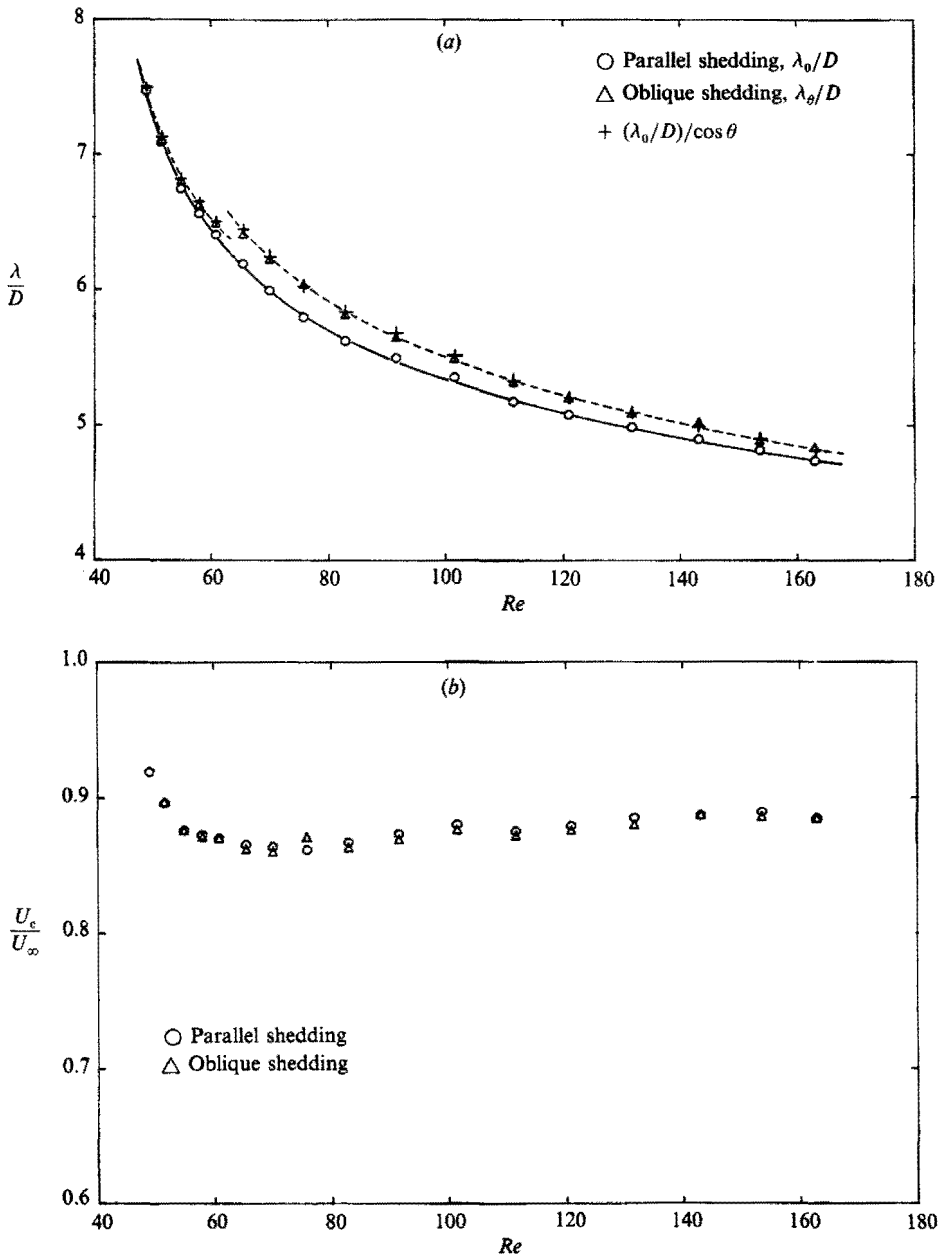 (a)
○ Parallel shedding, λ₀/D
△ Oblique shedding, λ_θ/D
+ (λ₀/D)/cos θ
8
7
6
5
4
λ/D
40 60 80 100 120 140 160 180
Re
(b)
1.0
0.9
0.8
0.7
0.6
U_c/U_∞
○ Parallel shedding
△ Oblique shedding
40 60 80 100 120 140 160 180
Re